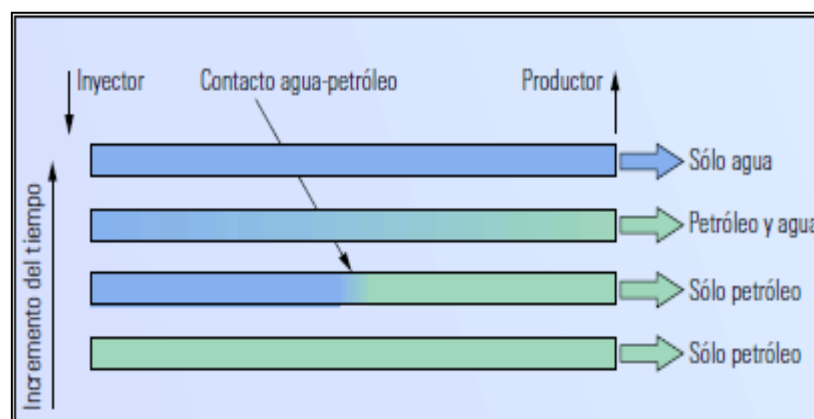 Inyector
Contacto agua-petróleo
Productor
Sólo agua
Petróleo y agua
Sólo petróleo
Sólo petróleo
Incremento del tiempo